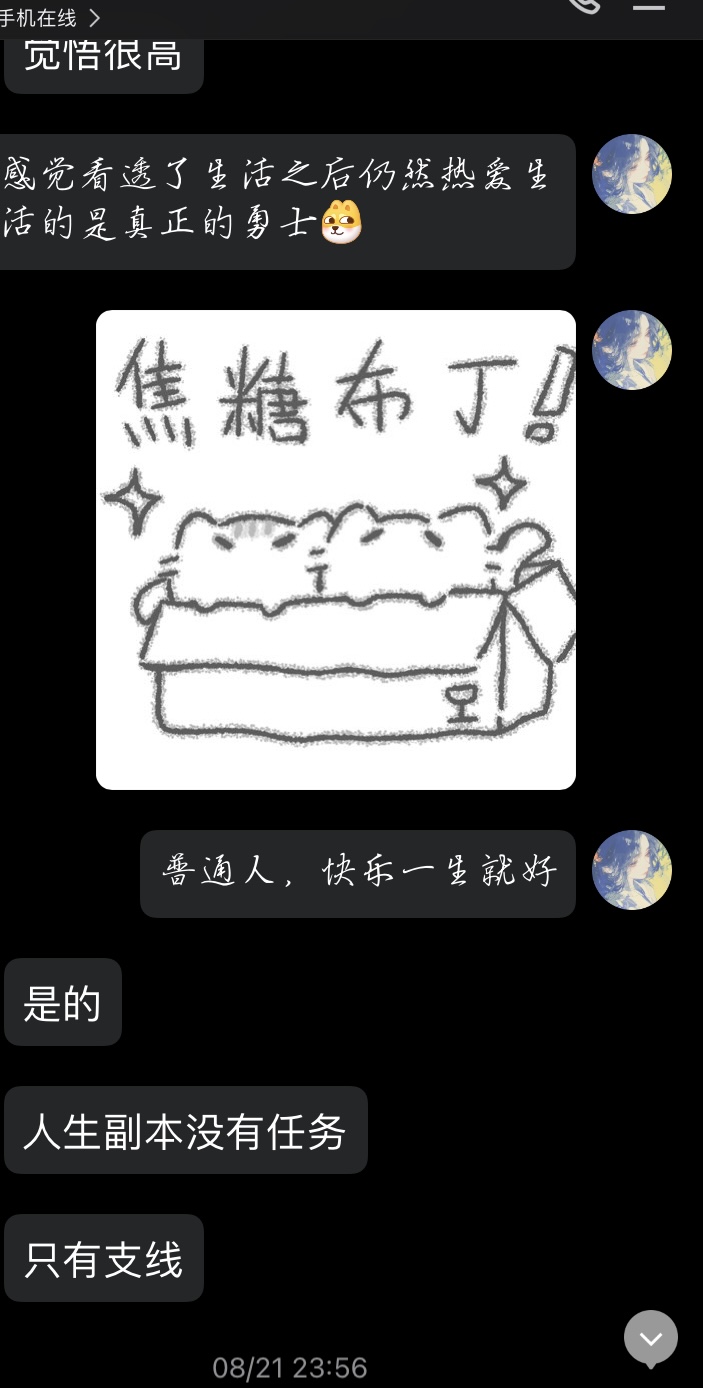 手机在线
觉悟很高
感觉看透了生活之后仍然热爱生
活的是真正的勇士
焦糖布丁!
普通人，快乐一生就好
是的
人生副本没有任务
只有支线
08/21 23:56